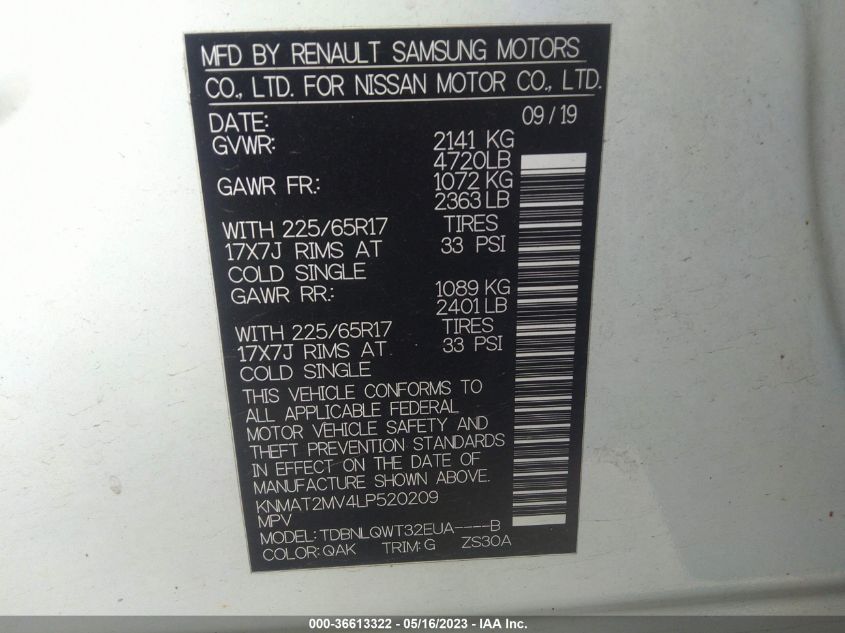 MFD BY RENAULT SAMSUNG MOTORS
CO., LTD. FOR NISSAN MOTOR CO., LTD.
DATE: 09/19
GVWR: 2141 KG
4720LB
GAWR FR: 1072 KG
2363 LB
WITH 225/65R17 TIRES
17X7J RIMS AT 33 PSI
COLD SINGLE
GAWR RR: 1089 KG
2401 LB
WITH 225/65R17 TIRES
17X7J RIMS AT 33 PSI
COLD SINGLE
THIS VEHICLE CONFORMS TO
ALL APPLICABLE FEDERAL
MOTOR VEHICLE SAFETY AND
THEFT PREVENTION STANDARDS
IN EFFECT ON THE DATE OF
MANUFACTURE SHOWN ABOVE.
KNMAT2MV4LP520209
MPV
MODEL: TDBNLQWT32EUA----B
COLOR: QAK TRIM: G ZS30A
000-36613322 - 05/16/2023 - IAA Inc.